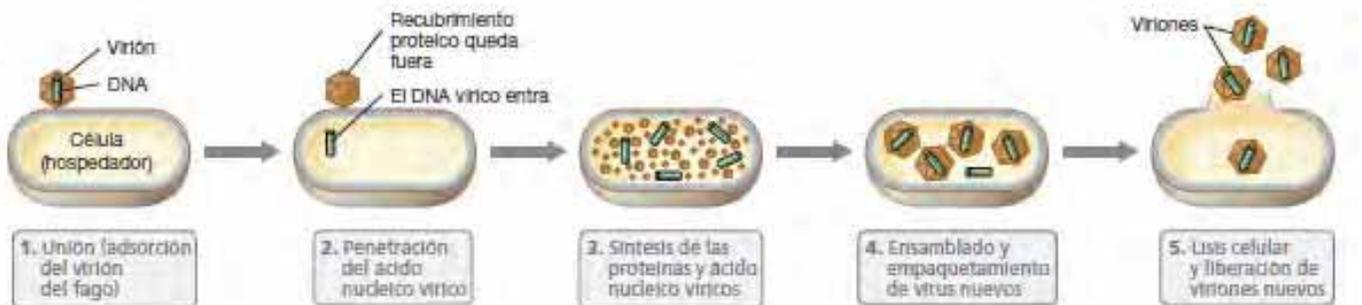 Virión
DNA
Célula
(hospedador)
1. Unión (adsorción
del virión
del fago)
Recubrimiento
proteico queda
fuera
El DNA vírico entra
2. Penetración
del ácido
nucleico vírico
3. Síntesis de las
proteínas y ácido
nucleico víricos
4. Ensamblado y
empaquetamiento
de virus nuevos
Viriones
5. Lisis celular
y liberación de
viriones nuevos